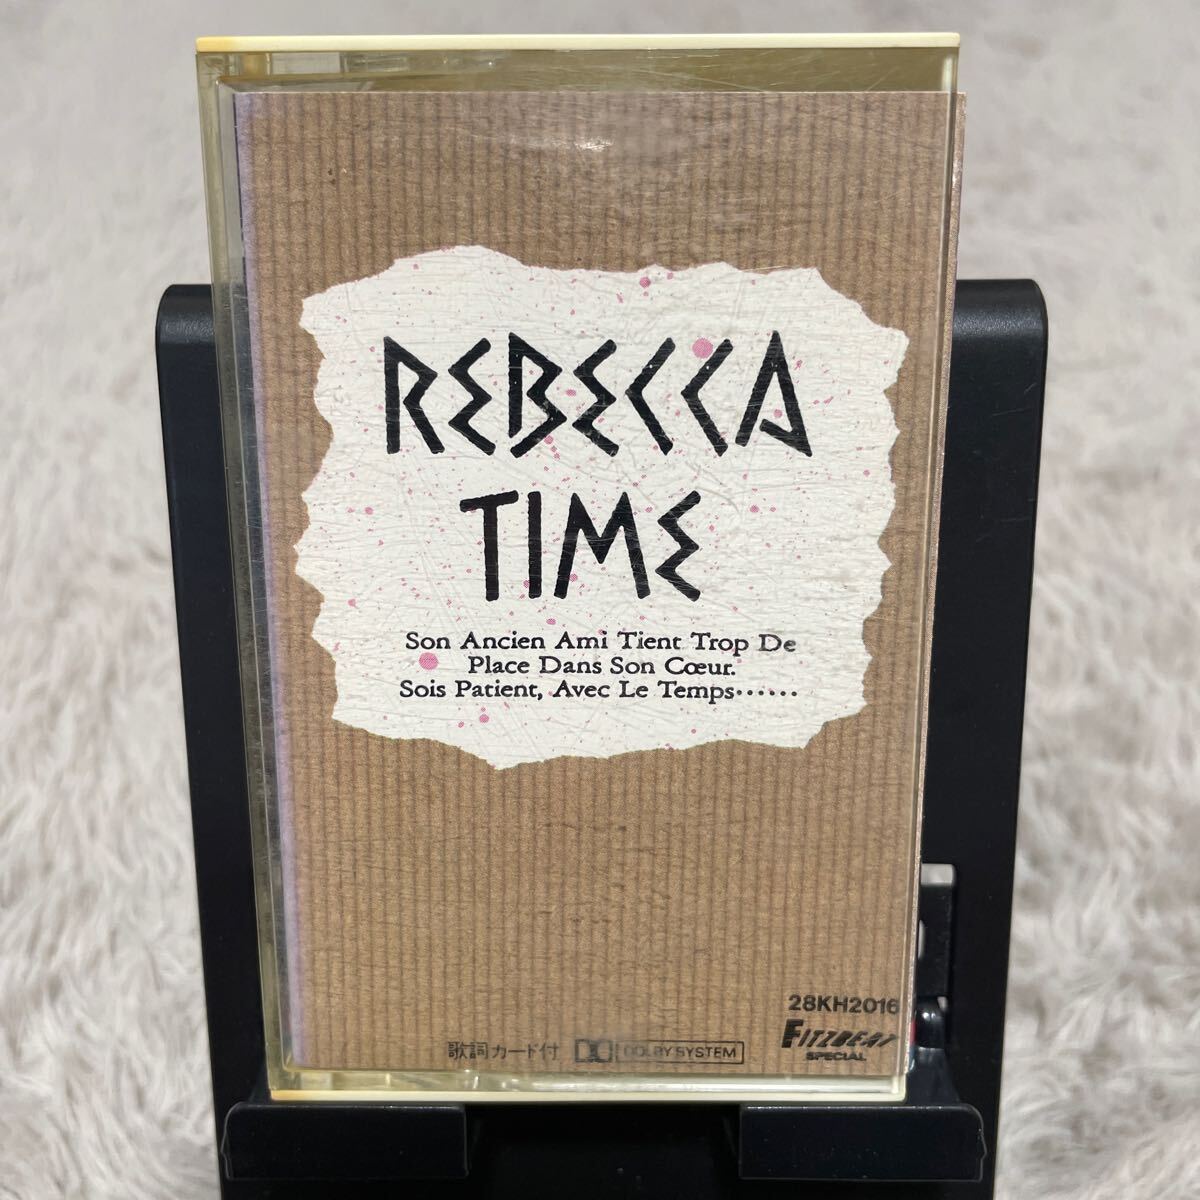 REBECCA
TIME
Son Ancien Ami Tient Trop De
Place Dans Son Cœur.
Sois Patient, Avec Le Temps······
28KH2016
FITZBEAT
SPECIAL
歌詞カード付 DOLBY SYSTEM